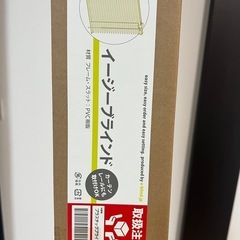 イージーブラインド
材質 フレーム・スラット：PVC樹脂
easy size, easy order and easy setting. produced by
カーテン
レールにも
取付けOK
取扱注